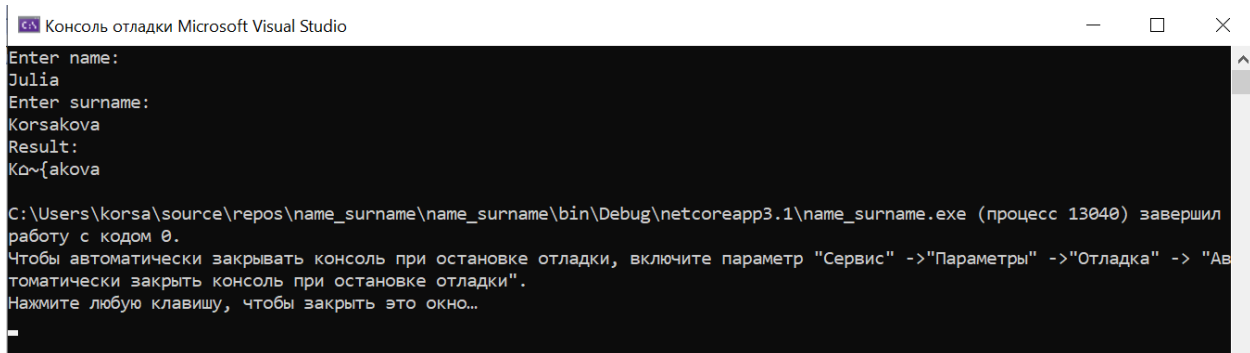 Консоль отладки Microsoft Visual Studio
Enter name:
Julia
Enter surname:
Korsakova
Result:
K⌂~{akova
C:\Users\korsa\source\repos\name_surname\name_surname\bin\Debug\netcoreapp3.1\name_surname.exe (процесс 13040) завершил
работу с кодом 0.
Чтобы автоматически закрывать консоль при остановке отладки, включите параметр "Сервис" ->"Параметры" ->"Отладка" -> "Ав
томатически закрыть консоль при остановке отладки".
Нажмите любую клавишу, чтобы закрыть это окно…